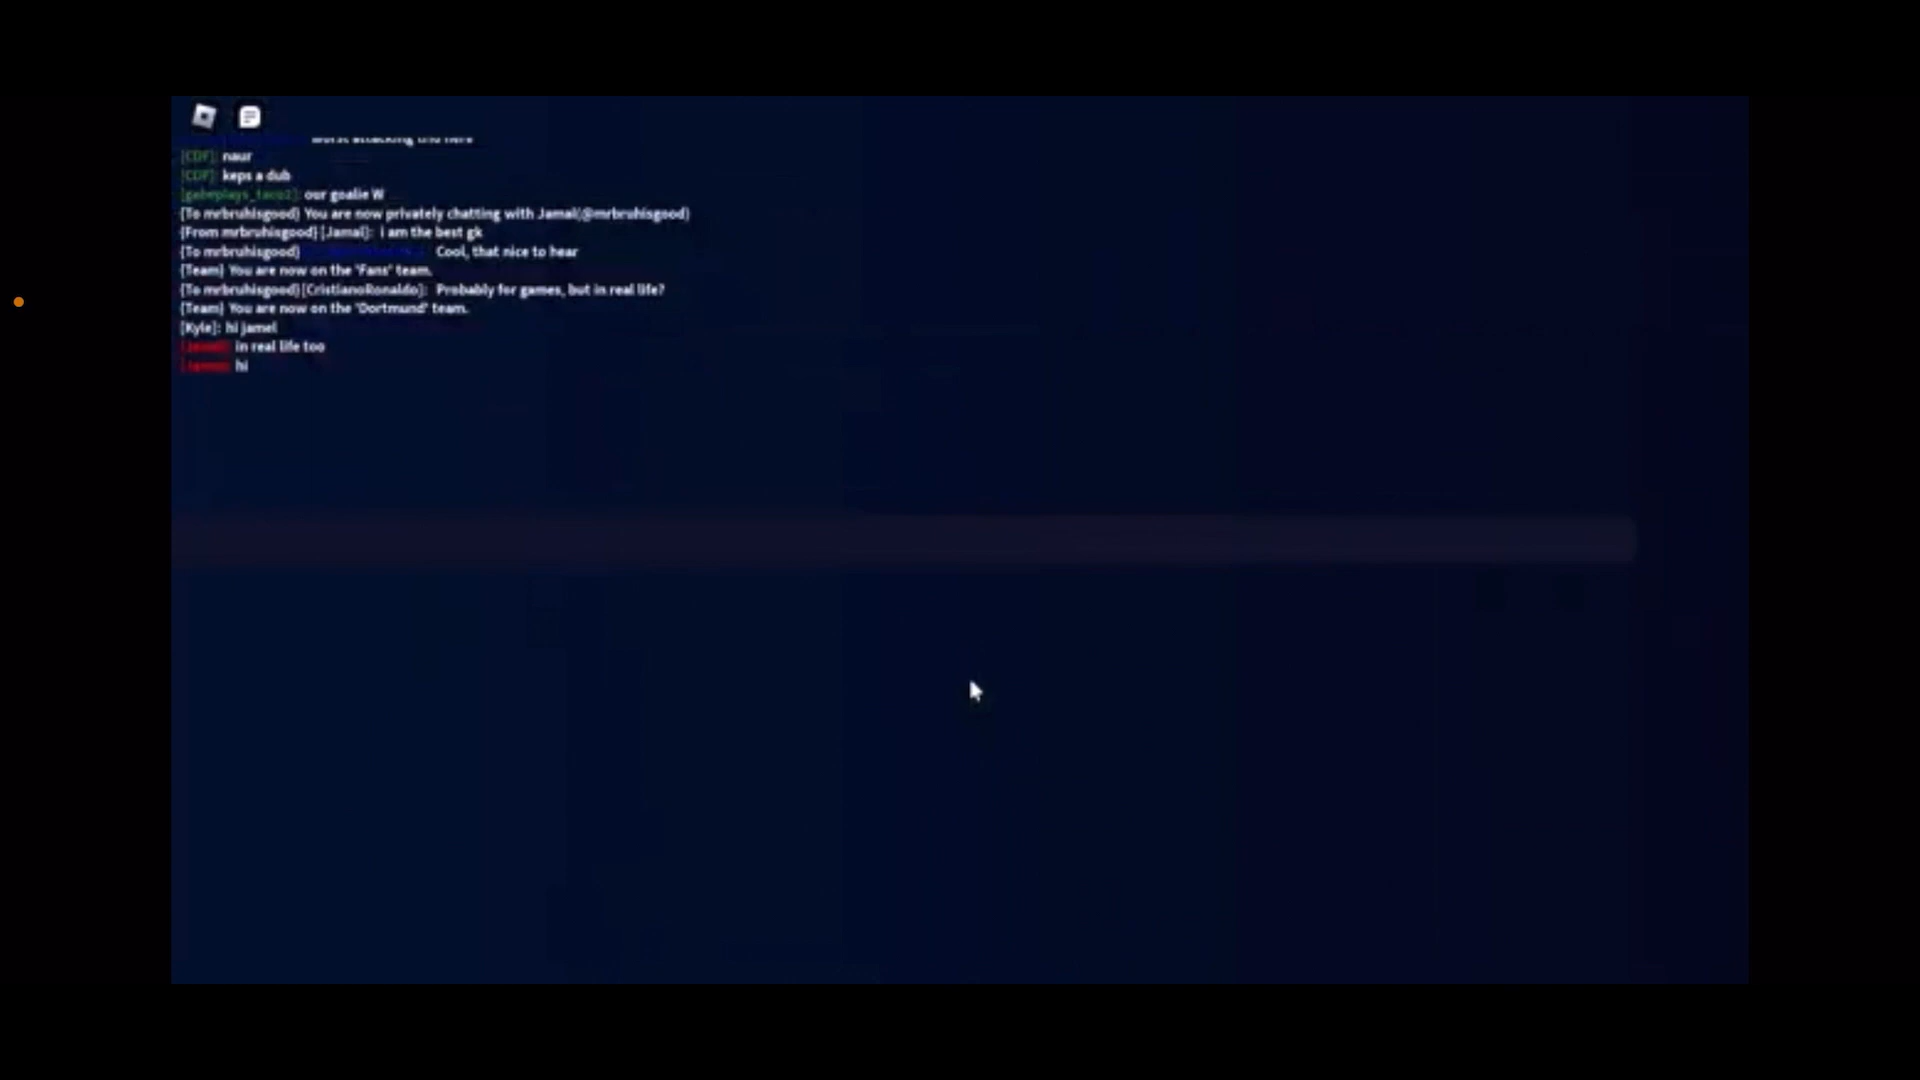 [CDF]: naur
[CDF]: keps a dub
our goalie W
{To mrbruhisgood} You are now privately chatting with Jamal(@mrbruhisgood)
{From mrbruhisgood}[Jamal]: i am the best gk
{To mrbruhisgood} Cool, that nice to hear
{Team} You are now on the 'Fans' team.
{To mrbruhisgood}[CristianoRonaldo]: Probably for games, but in real life?
{Team} You are now on the 'Dortmund' team.
[Kyle]: hi jamel
[Jamal]: in real life too
[Jamal]: hi